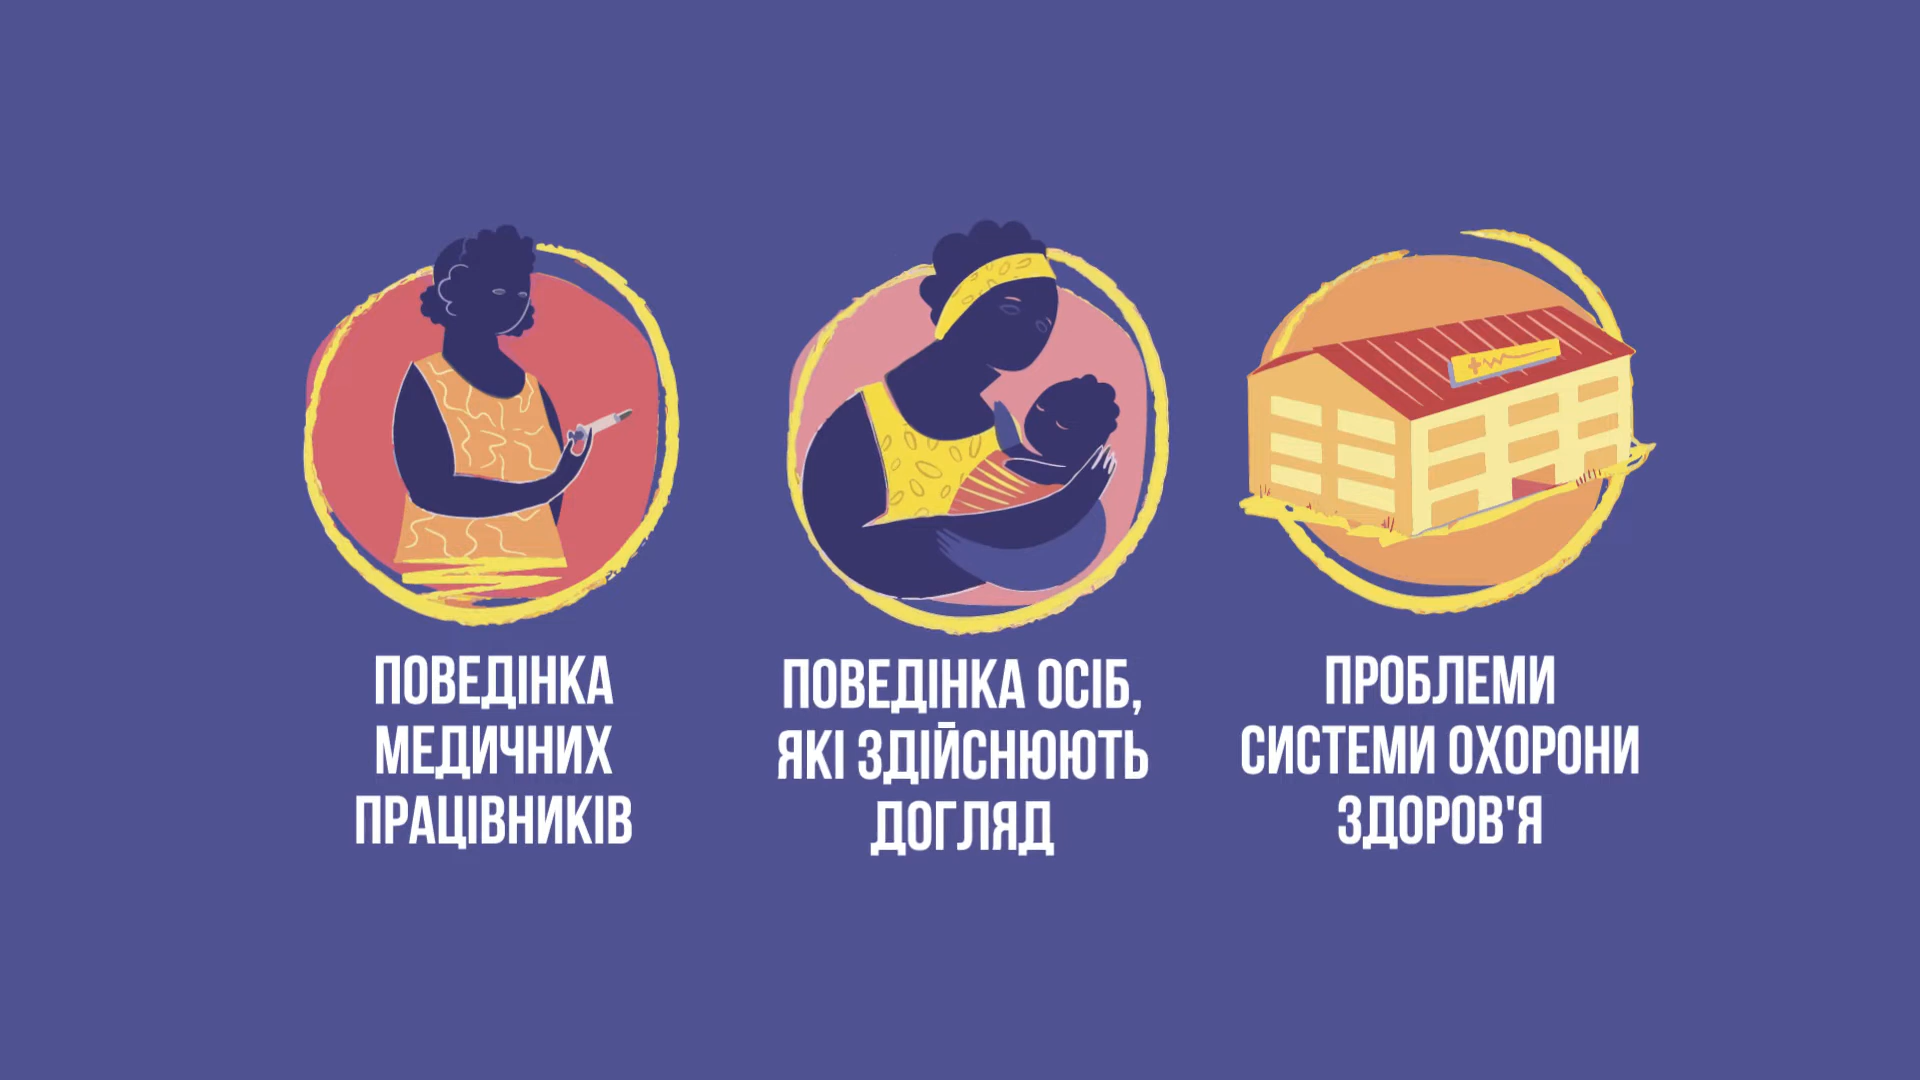 ПОВЕДІНКА
МЕДИЧНИХ
ПРАЦІВНИКІВ
ПОВЕДІНКА ОСІБ,
ЯКІ ЗДІЙСНЮЮТЬ
ДОГЛЯД
ПРОБЛЕМИ
СИСТЕМИ ОХОРОНИ
ЗДОРОВ'Я